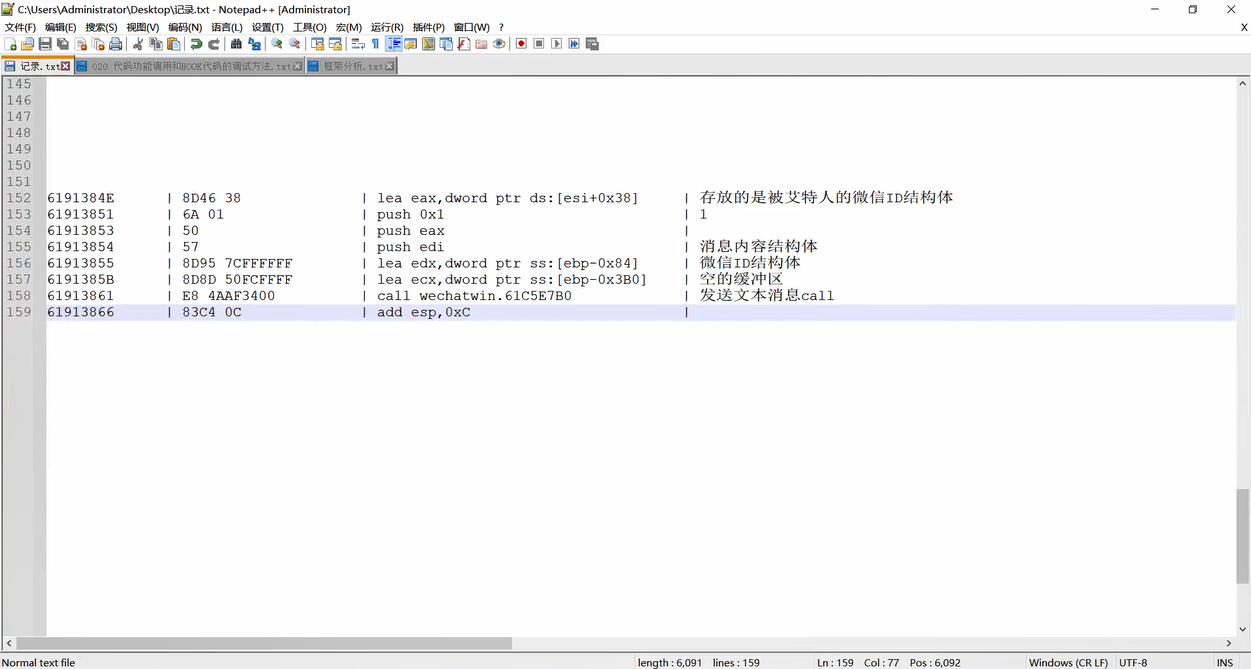 C:\Users\Administrator\Desktop\记录.txt - Notepad++ [Administrator]
文件(F) 编辑(E) 搜索(S) 视图(V) 编码(N) 语言(L) 设置(T) 工具(O) 宏(M) 运行(R) 插件(P) 窗口(W) ? X
记录.txt 020 代码功能调用和HOOK代码的调试方法.txt 框架分析.txt
145
146
147
148
149
150
151
152 6191384E | 8D46 38 | lea eax,dword ptr ds:[esi+0x38] | 存放的是被艾特人的微信ID结构体
153 61913851 | 6A 01 | push 0x1 | 1
154 61913853 | 50 | push eax |
155 61913854 | 57 | push edi | 消息内容结构体
156 61913855 | 8D95 7CFFFFFF | lea edx,dword ptr ss:[ebp-0x84] | 微信ID结构体
157 6191385B | 8D8D 50FCFFFF | lea ecx,dword ptr ss:[ebp-0x3B0] | 空的缓冲区
158 61913861 | E8 4AAF3400 | call wechatwin.61C5E7B0 | 发送文本消息call
159 61913866 | 83C4 0C | add esp,0xC |
Normal text file length : 6,091 lines : 159 Ln : 159 Col : 77 Pos : 6,092 Windows (CR LF) UTF-8 INS